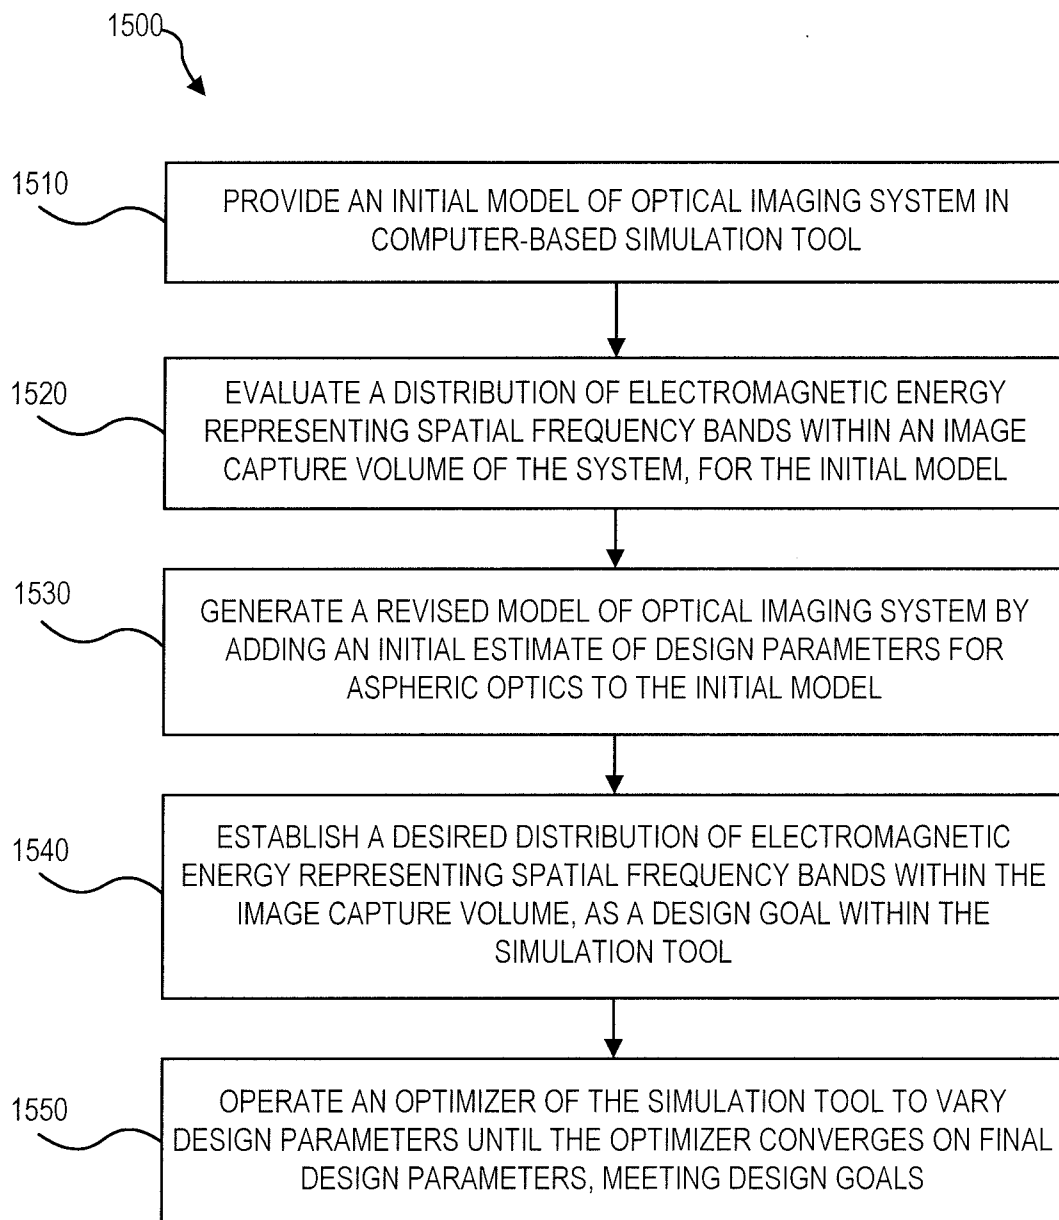 1500
1510
PROVIDE AN INITIAL MODEL OF OPTICAL IMAGING SYSTEM IN
COMPUTER-BASED SIMULATION TOOL
1520
EVALUATE A DISTRIBUTION OF ELECTROMAGNETIC ENERGY
REPRESENTING SPATIAL FREQUENCY BANDS WITHIN AN IMAGE
CAPTURE VOLUME OF THE SYSTEM, FOR THE INITIAL MODEL
1530
GENERATE A REVISED MODEL OF OPTICAL IMAGING SYSTEM BY
ADDING AN INITIAL ESTIMATE OF DESIGN PARAMETERS FOR
ASPHERIC OPTICS TO THE INITIAL MODEL
1540
ESTABLISH A DESIRED DISTRIBUTION OF ELECTROMAGNETIC
ENERGY REPRESENTING SPATIAL FREQUENCY BANDS WITHIN THE
IMAGE CAPTURE VOLUME, AS A DESIGN GOAL WITHIN THE
SIMULATION TOOL
1550
OPERATE AN OPTIMIZER OF THE SIMULATION TOOL TO VARY
DESIGN PARAMETERS UNTIL THE OPTIMIZER CONVERGES ON FINAL
DESIGN PARAMETERS, MEETING DESIGN GOALS